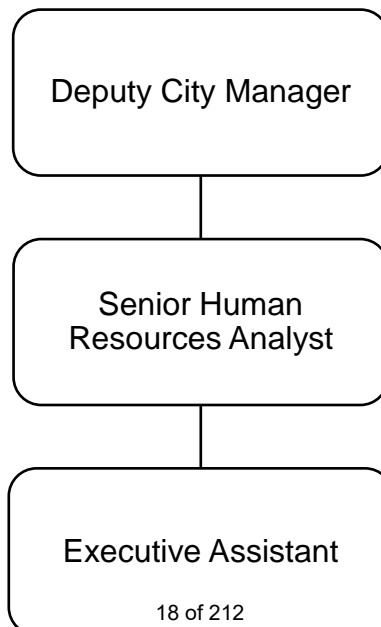 Deputy City Manager
Senior Human
Resources Analyst
Executive Assistant
18 of 212